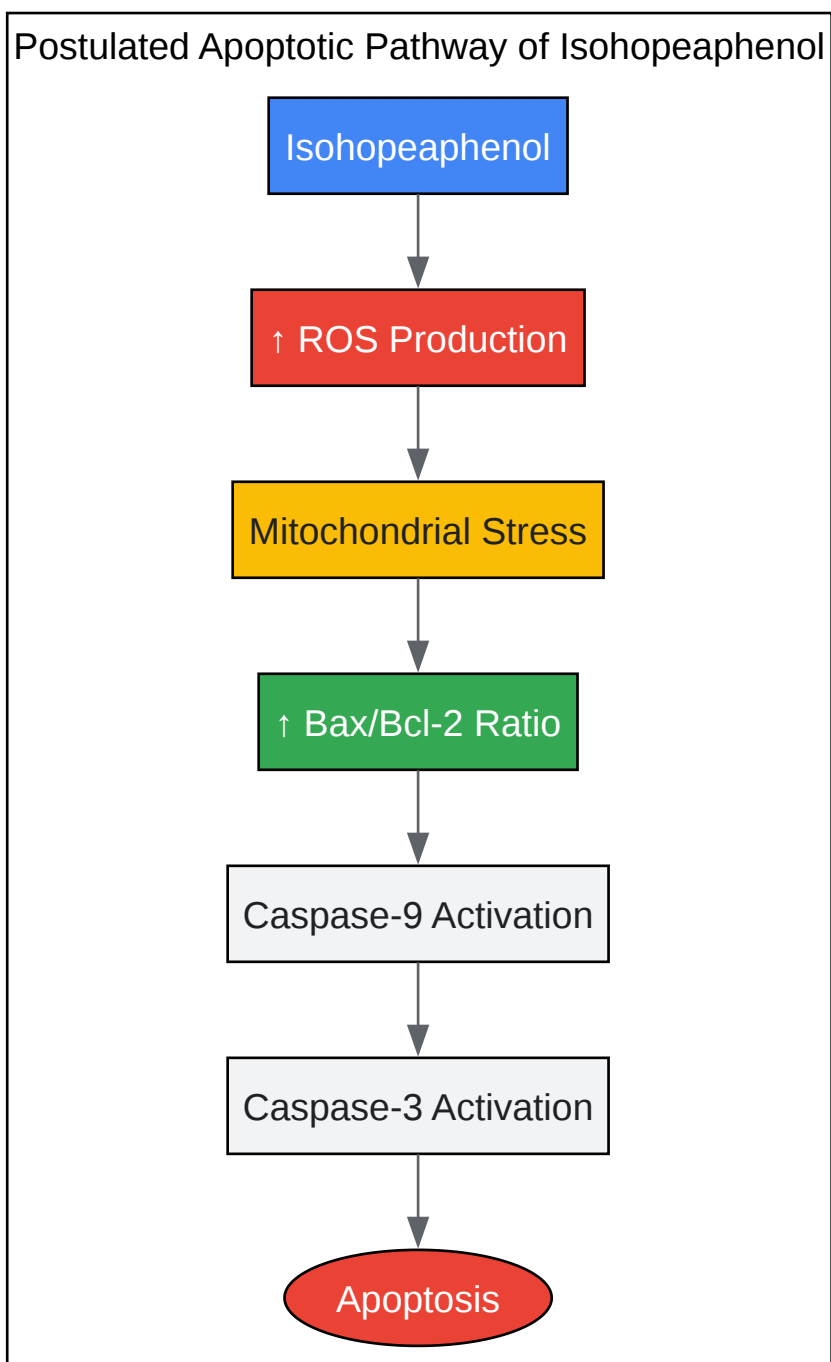 Postulated Apoptotic Pathway of Isohopeaphenol
Isohopeaphenol
↑ ROS Production
Mitochondrial Stress
↑ Bax/Bcl-2 Ratio
Caspase-9 Activation
Caspase-3 Activation
Apoptosis